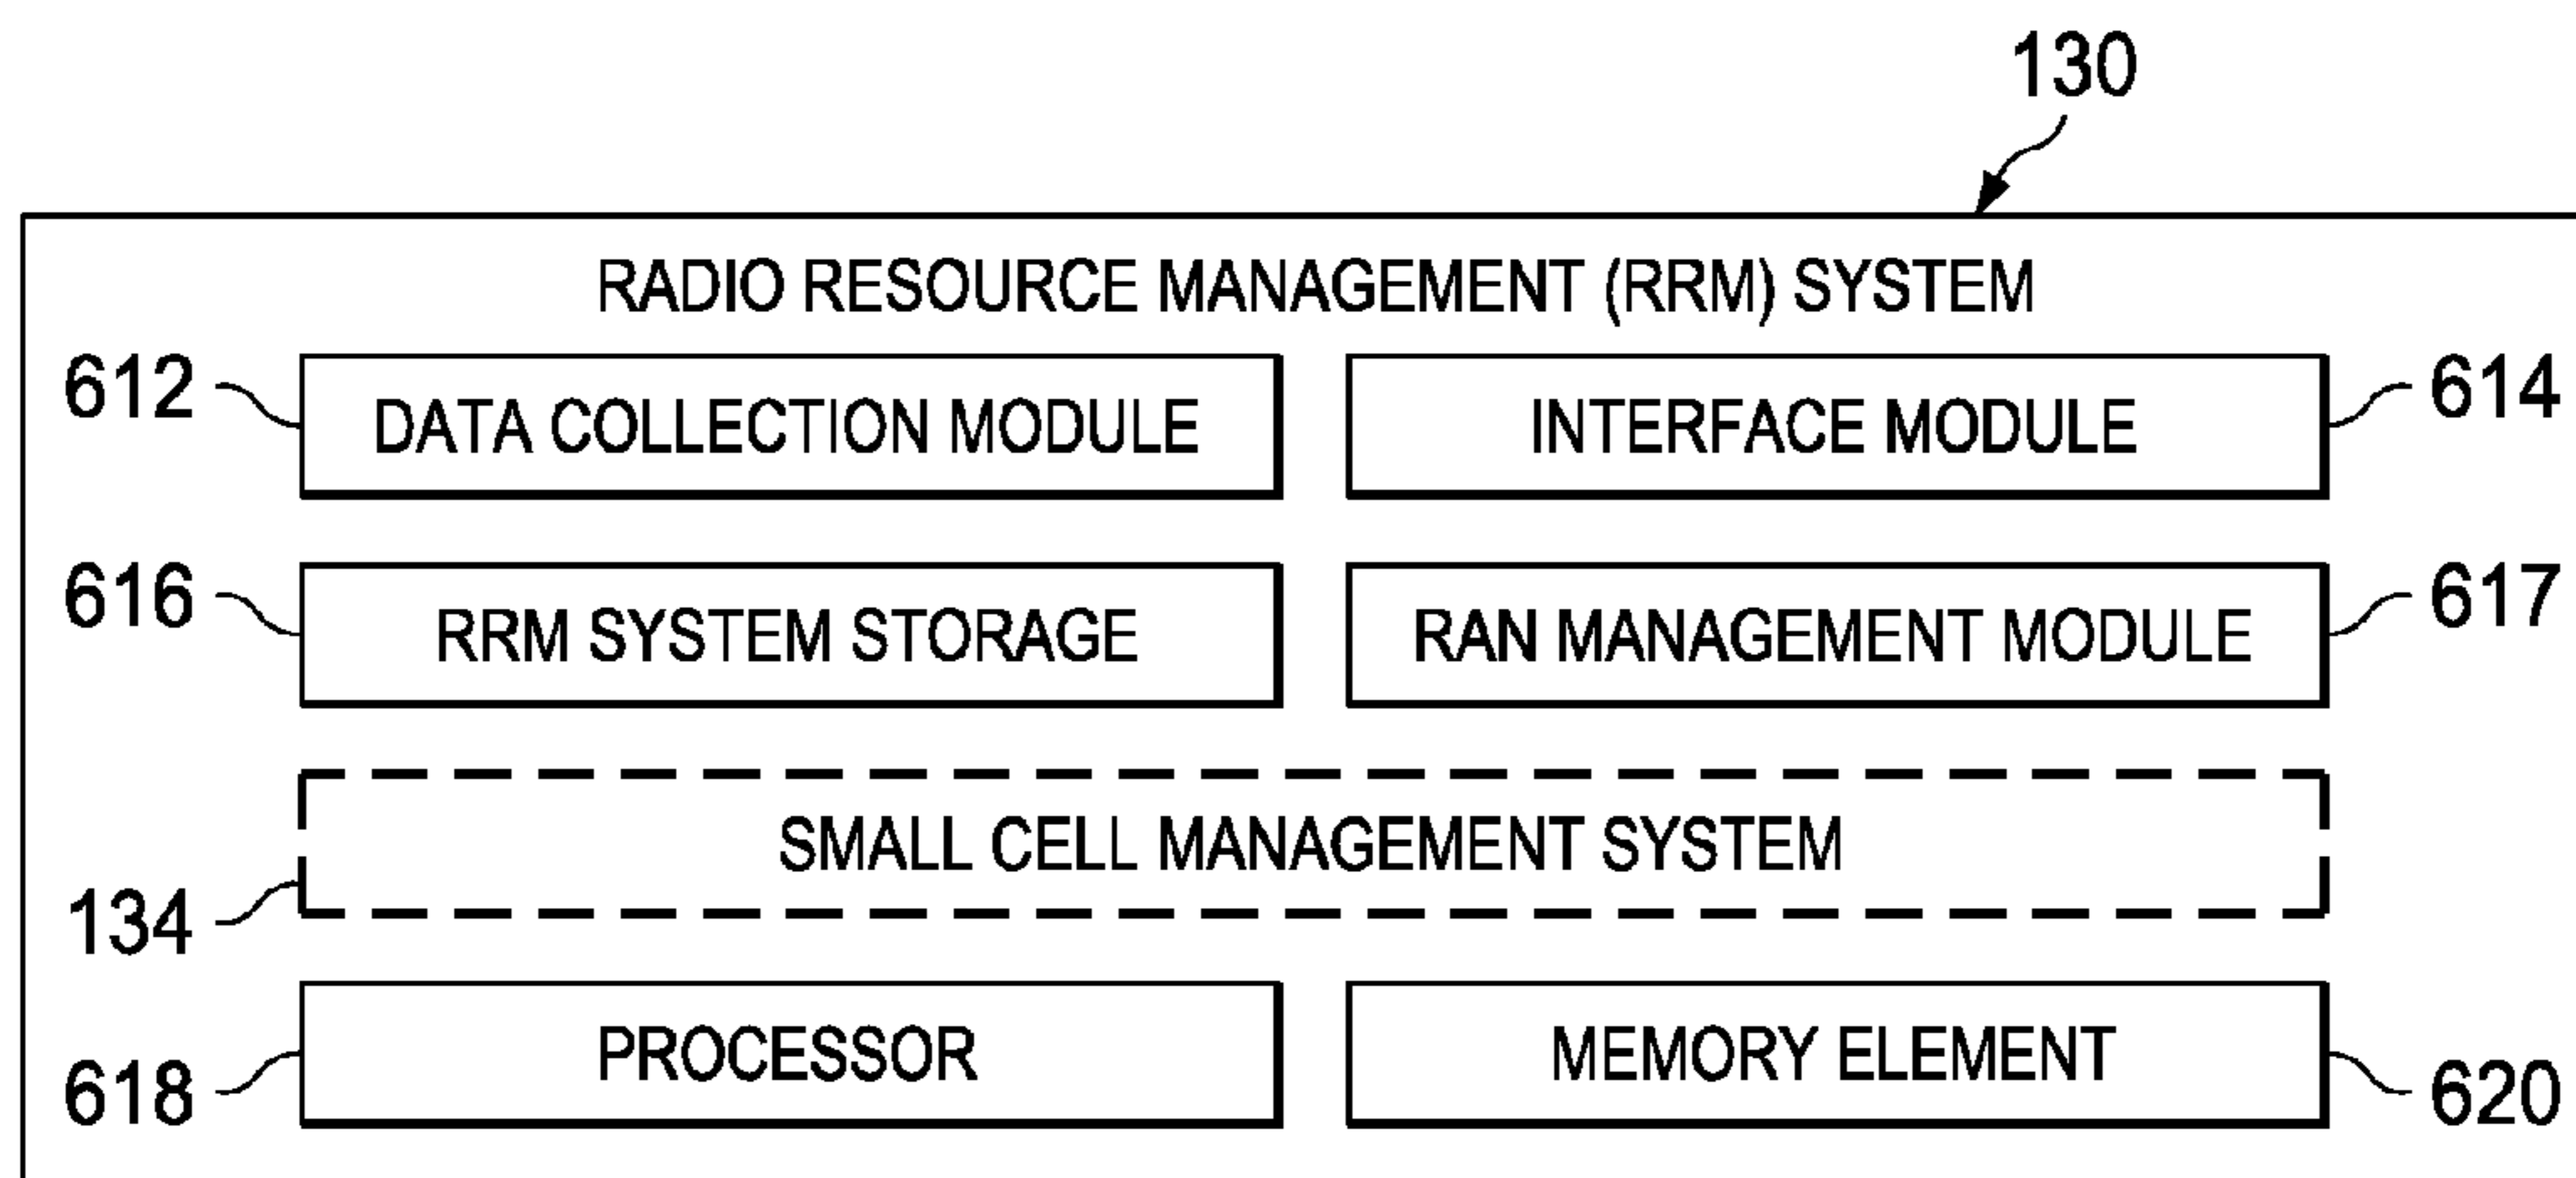 130
RADIO RESOURCE MANAGEMENT (RRM) SYSTEM
612 DATA COLLECTION MODULE INTERFACE MODULE 614
616 RRM SYSTEM STORAGE RAN MANAGEMENT MODULE 617
SMALL CELL MANAGEMENT SYSTEM
134
618 PROCESSOR MEMORY ELEMENT 620